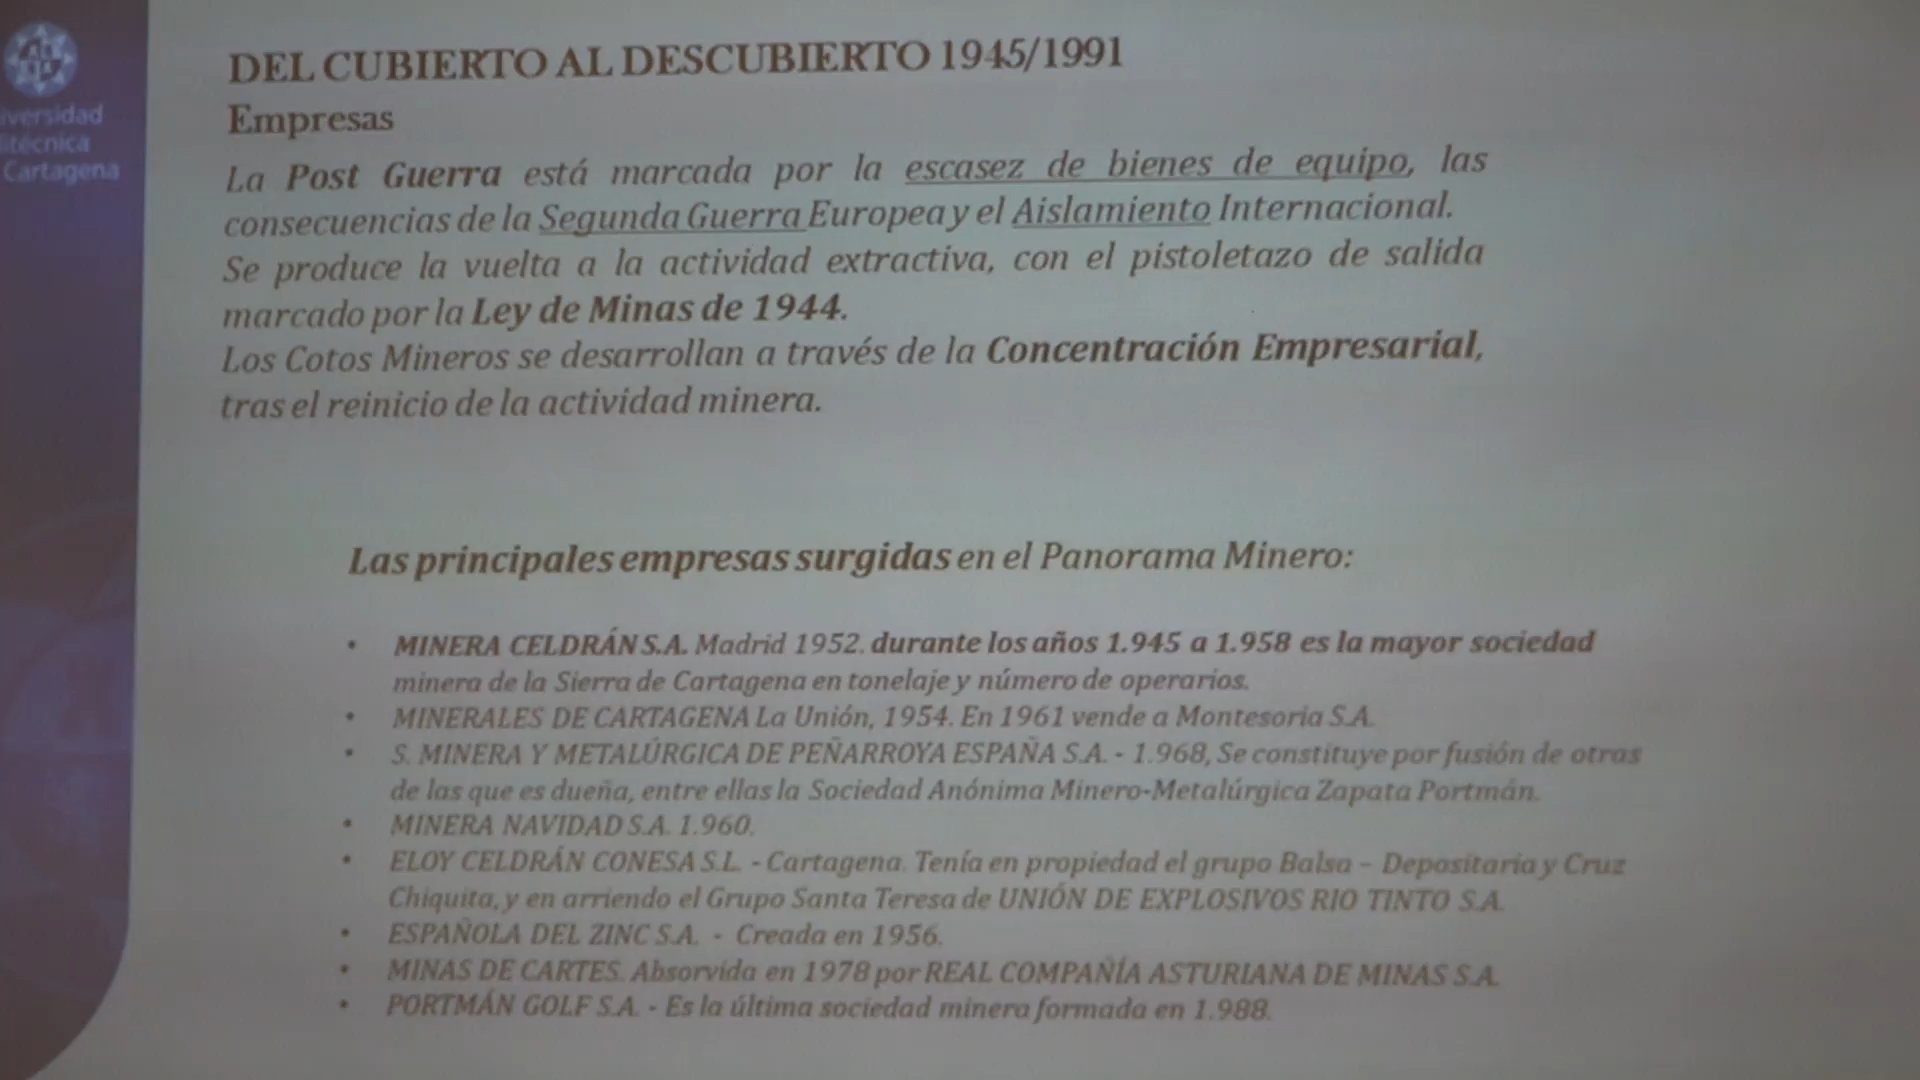 iversidad
litécnica
Cartagena
DEL CUBIERTO AL DESCUBIERTO 1945/1991
Empresas
La Post Guerra está marcada por la escasez de bienes de equipo, las
consecuencias de la Segunda Guerra Europea y el Aislamiento Internacional.
Se produce la vuelta a la actividad extractiva, con el pistoletazo de salida
marcado por la Ley de Minas de 1944.
Los Cotos Mineros se desarrollan a través de la Concentración Empresarial,
tras el reinicio de la actividad minera.
Las principales empresas surgidas en el Panorama Minero:
• MINERA CELDRÁN S.A. Madrid 1952. durante los años 1.945 a 1.958 es la mayor sociedad
minera de la Sierra de Cartagena en tonelaje y número de operarios.
• MINERALES DE CARTAGENA La Unión, 1954. En 1961 vende a Montesoria S.A.
• S. MINERA Y METALÚRGICA DE PEÑARROYA ESPAÑA S.A. - 1.968, Se constituye por fusión de otras
de las que es dueña, entre ellas la Sociedad Anónima Minero-Metalúrgica Zapata Portmán.
• MINERA NAVIDAD S.A. 1.960.
• ELOY CELDRÁN CONESA S.L. - Cartagena. Tenía en propiedad el grupo Balsa – Depositaria y Cruz
Chiquita, y en arriendo el Grupo Santa Teresa de UNIÓN DE EXPLOSIVOS RIO TINTO S.A.
• ESPAÑOLA DEL ZINC S.A. - Creada en 1956.
• MINAS DE CARTES. Absorvida en 1978 por REAL COMPAÑÍA ASTURIANA DE MINAS S.A.
• PORTMÁN GOLF S.A. - Es la última sociedad minera formada en 1.988.